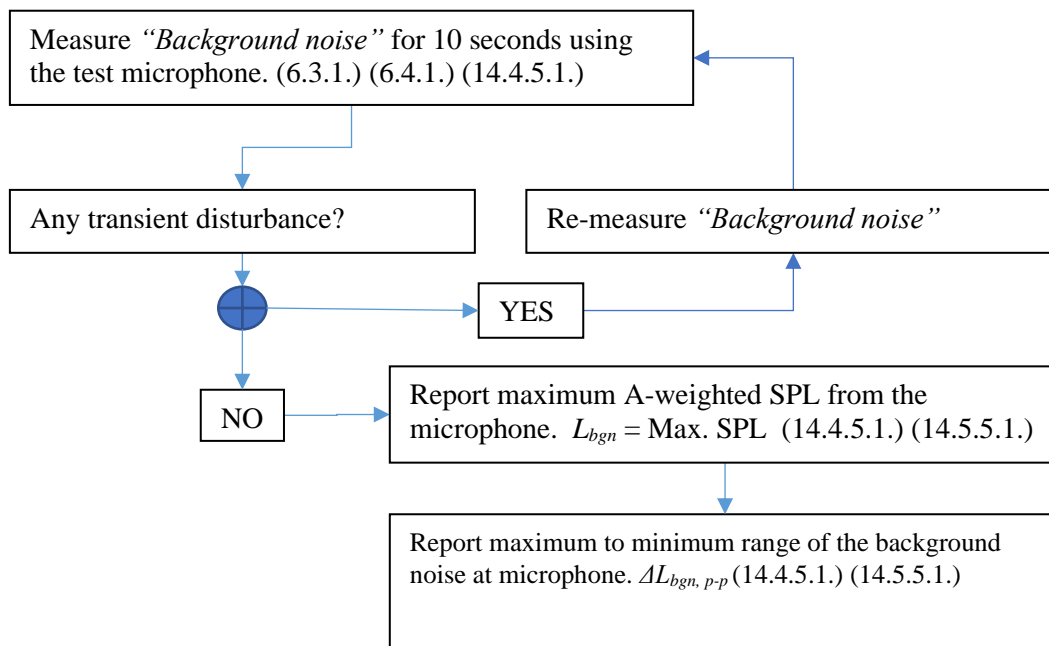 Measure “Background noise” for 10 seconds using
the test microphone. (6.3.1.) (6.4.1.) (14.4.5.1.)
Any transient disturbance?
Re-measure “Background noise”
YES
NO
Report maximum A-weighted SPL from the
microphone. Lbgn = Max. SPL (14.4.5.1.) (14.5.5.1.)
Report maximum to minimum range of the background
noise at microphone. ΔLbgn, p-p (14.4.5.1.) (14.5.5.1.)